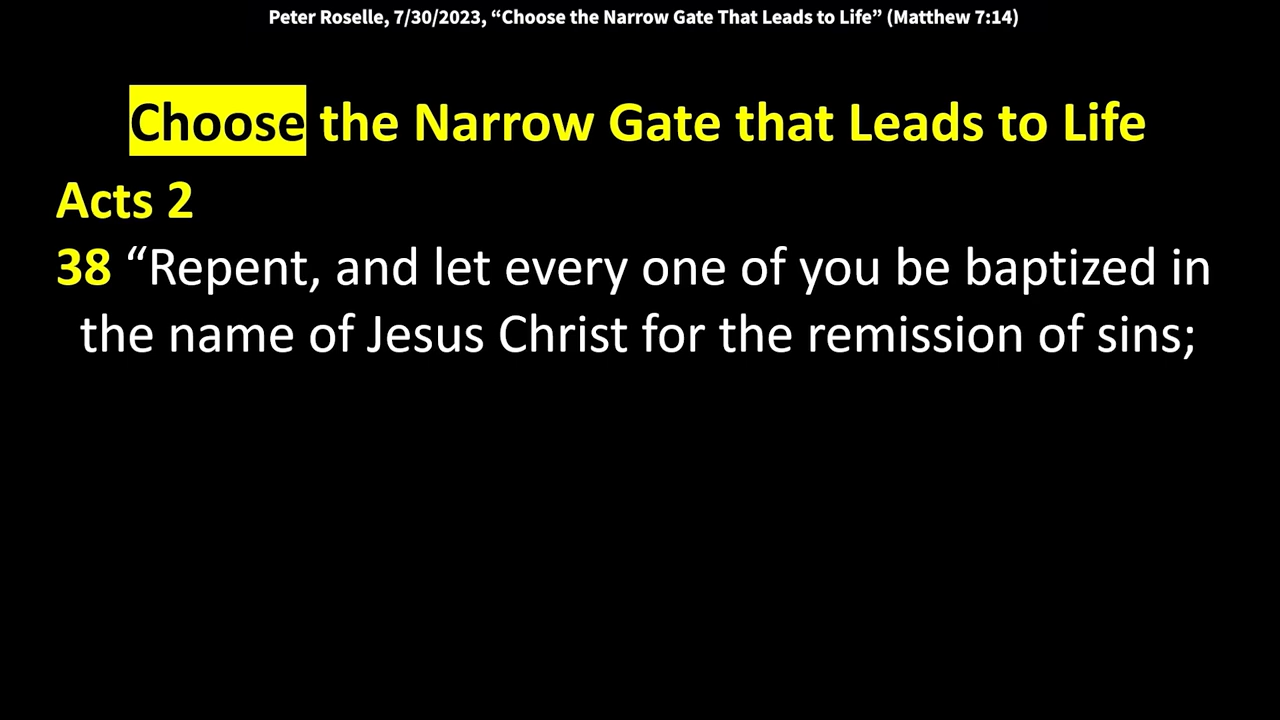 Peter Roselle, 7/30/2023, “Choose the Narrow Gate That Leads to Life” (Matthew 7:14)
Choose the Narrow Gate that Leads to Life
Acts 2
38 “Repent, and let every one of you be baptized in
the name of Jesus Christ for the remission of sins;